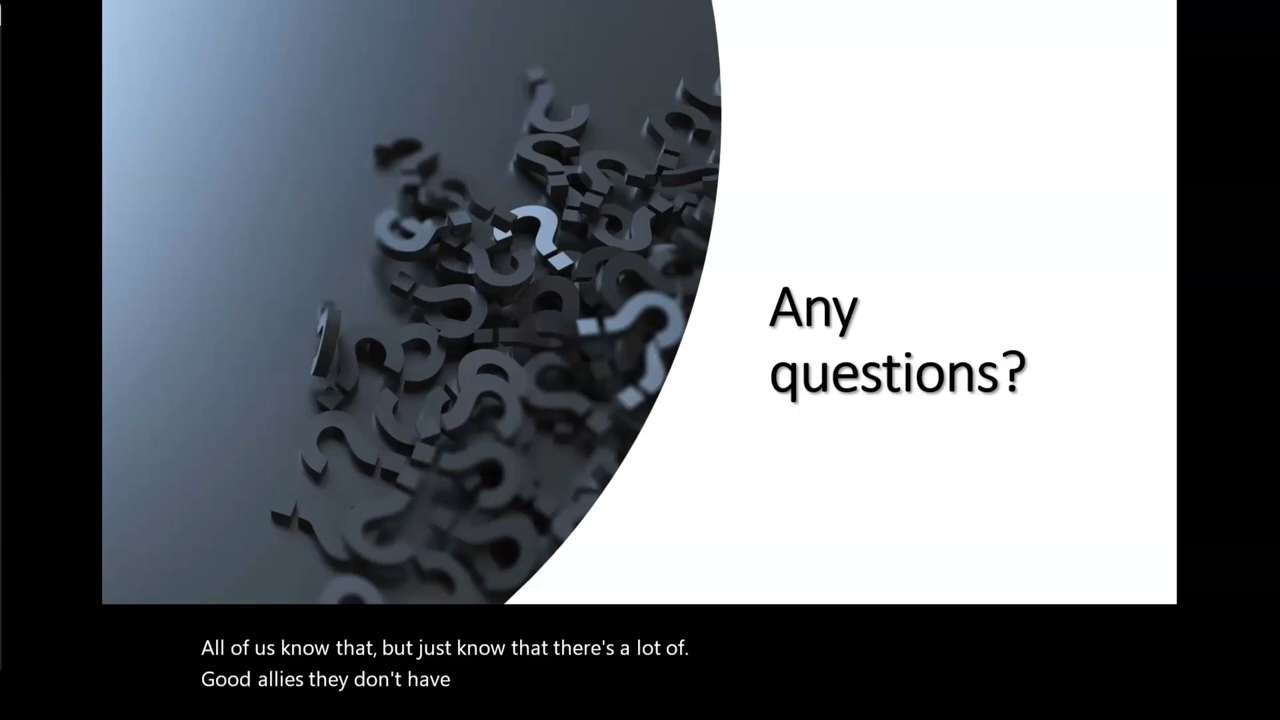 Any
questions?
All of us know that, but just know that there's a lot of.
Good allies they don't have